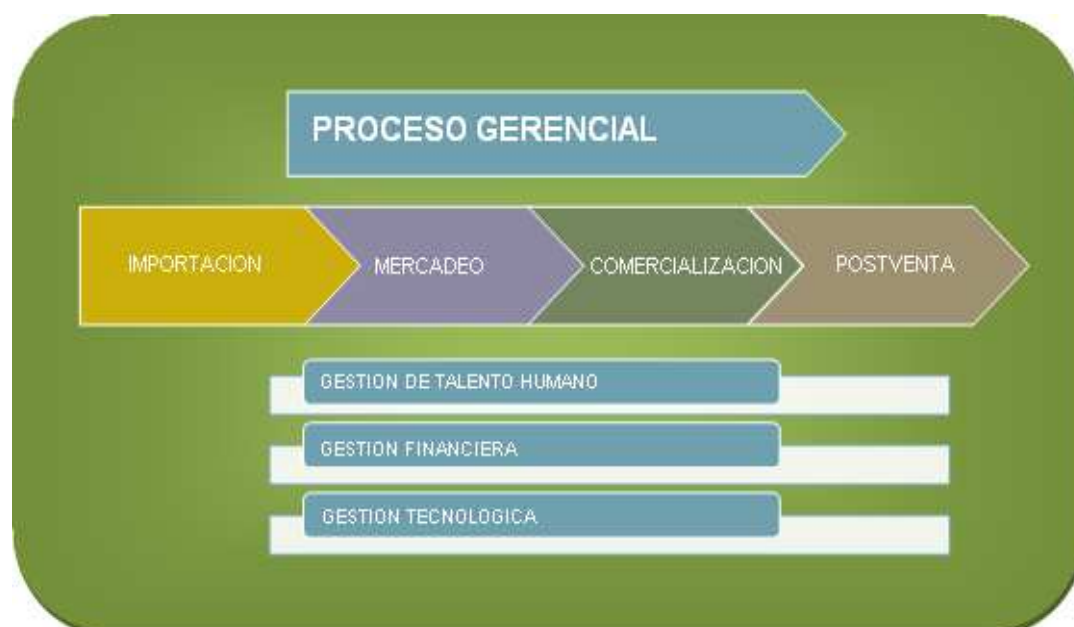 PROCESO GERENCIAL
IMPORTACION
MERCADEO
COMERCIALIZACION
POSTVENTA
GESTION DE TALENTO HUMANO
GESTION FINANCIERA
GESTION TECNOLOGICA